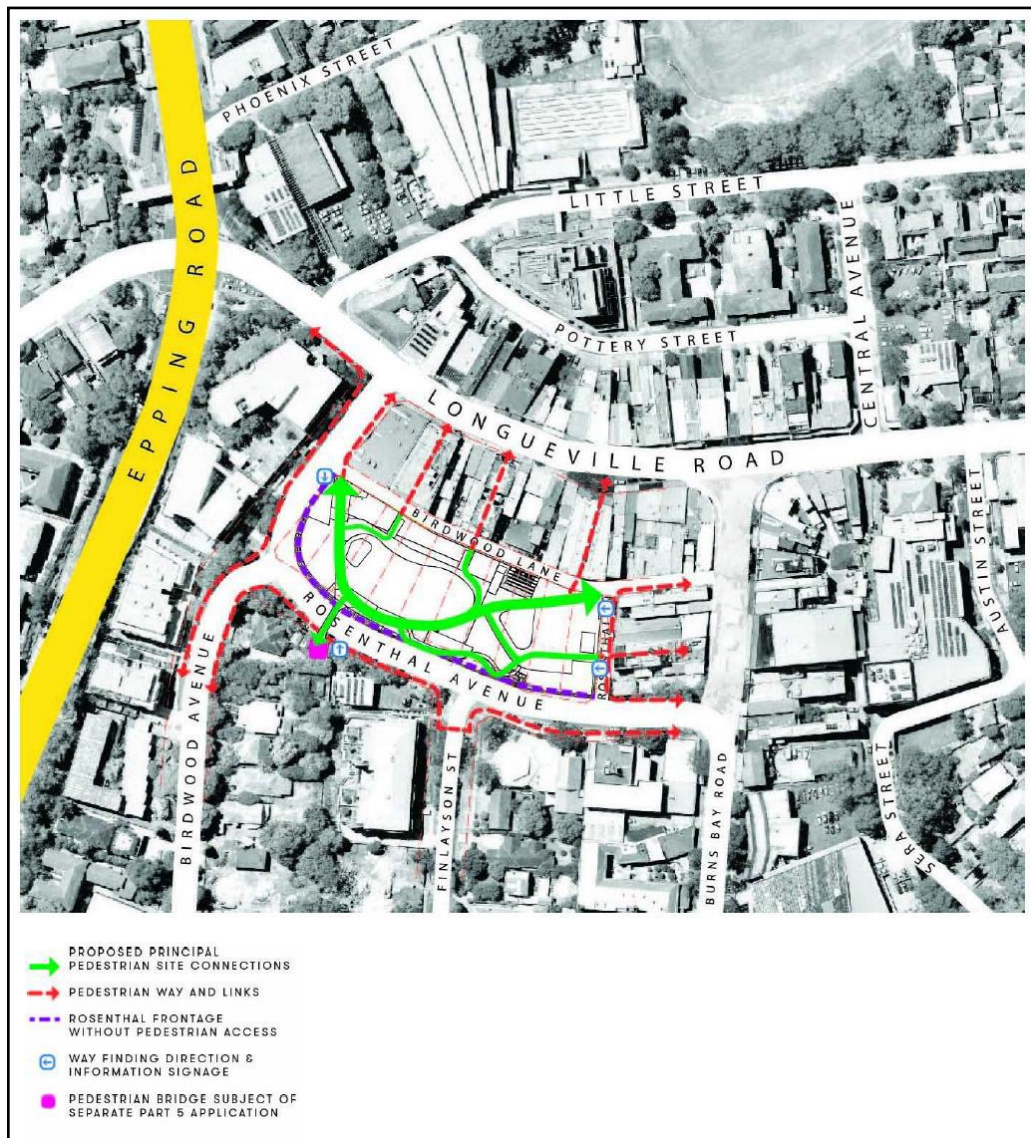 PHOENIX STREET
EPPING ROAD
LITTLE STREET
CENTRAL AVENUE
POTTERY STREET
LONGUEVILLE ROAD
BIRDWOOD LANE
AUSTIN STREET
ROSENTHAL AVENUE
BIRDWOOD AVENUE
FINLAYSON ST
BURNS BAY ROAD
SERA STREET
PROPOSED PRINCIPAL
PEDESTRIAN SITE CONNECTIONS
PEDESTRIAN WAY AND LINKS
ROSENTHAL FRONTAGE
WITHOUT PEDESTRIAN ACCESS
WAY FINDING DIRECTION &
INFORMATION SIGNAGE
PEDESTRIAN BRIDGE SUBJECT OF
SEPARATE PART 5 APPLICATION